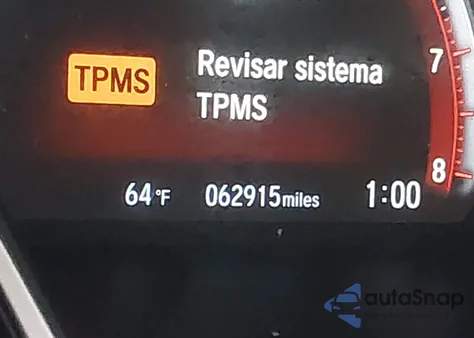 TPMS
Revisar sistema
TPMS
7
8
64°F 062915miles 1:00
autoSnap